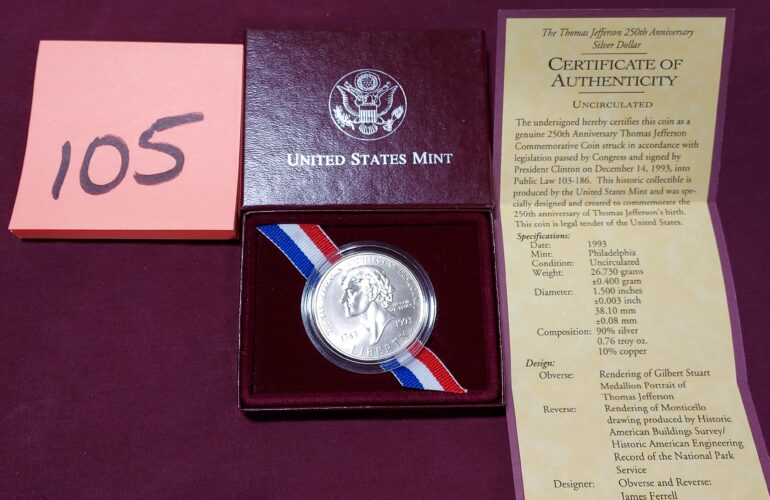 105
UNITED STATES MINT
1743
1993
LIBERTY
The Thomas Jefferson 250th Anniversary
Silver Dollar
CERTIFICATE OF
AUTHENTICITY
UNCIRCULATED
The undersigned hereby certifies this coin as a
genuine 250th Anniversary Thomas Jefferson
Commemorative Coin struck in accordance with
legislation passed by Congress and signed by
President Clinton on December 14, 1993, into
Public Law 103-186. This historic collectible is
produced by the United States Mint and was spe-
cially designed and created to commemorate the
250th anniversary of Thomas Jefferson's birth.
This coin is legal tender of the United States.
Specifications:
Date: 1993
Mint: Philadelphia
Condition: Uncirculated
Weight: 26.730 grams
±0.400 gram
Diameter: 1.500 inches
±0.003 inch
38.10 mm
±0.08 mm
Composition: 90% silver
0.76 troy oz.
10% copper
Design:
Obverse: Rendering of Gilbert Stuart
Medallion Portrait of
Thomas Jefferson
Reverse: Rendering of Monticello
drawing produced by Historic
American Buildings Survey/
Historic American Engineering
Record of the National Park
Service
Designer: Obverse and Reverse:
James Ferrell